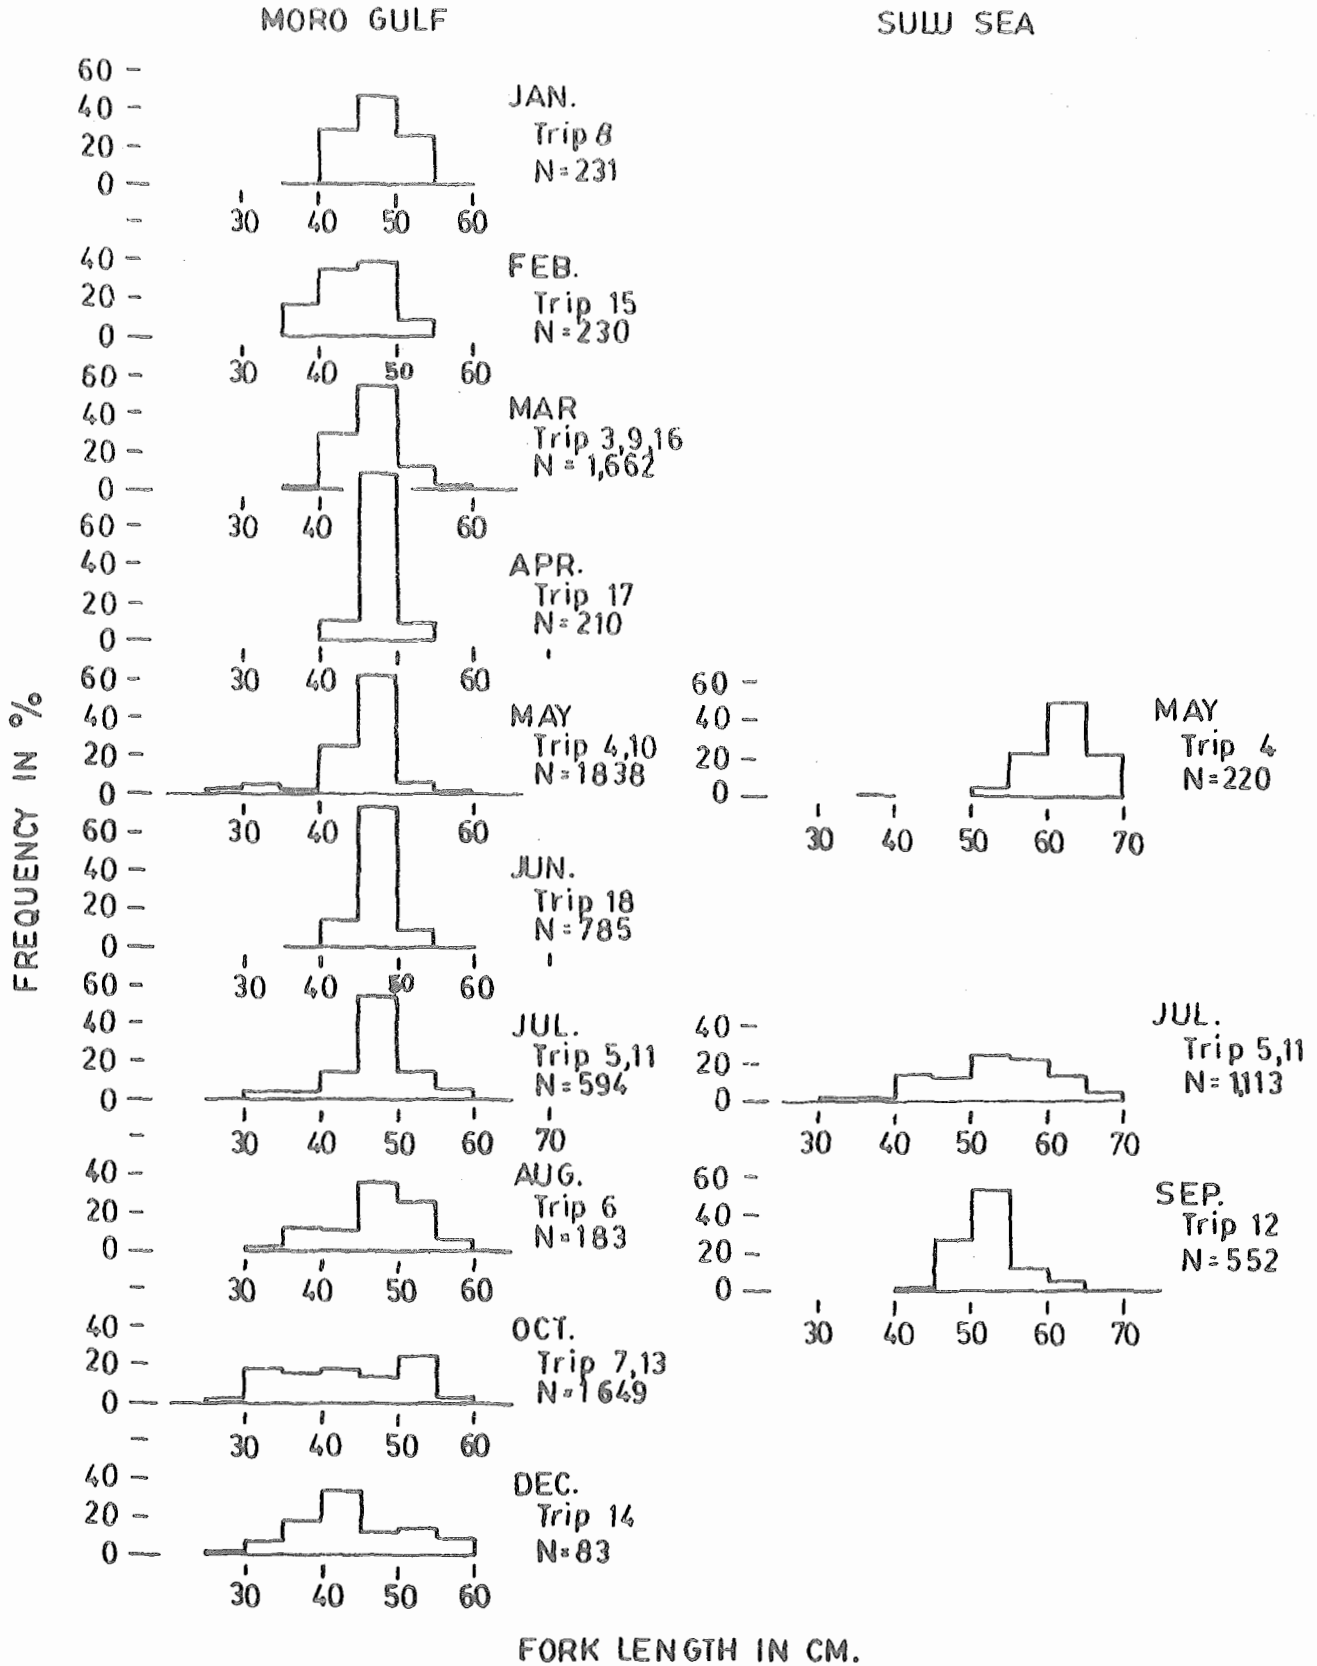 MORO GULF
SULU SEA
60
40
20
0
JAN.
Trip 8
N=231
30 40 50 60
40
20
0
FEB.
Trip 15
N=230
30 40 50 60
60
40
20
0
MAR
Trip 3,9,16
N=1,662
30 40 60
60
40
20
0
APR.
Trip 17
N=210
30 40 60
60
40
20
0
MAY
Trip 4,10
N=1838
30 40 60
60
40
20
0
JUN.
Trip 18
N=785
30 40 50 60
60
40
20
0
JUL.
Trip 5,11
N=594
30 40 50 60 70
40
20
0
AUG.
Trip 6
N=183
30 40 50 60
40
20
0
OCT.
Trip 7,13
N=1649
30 40 50 60
40
20
0
DEC.
Trip 14
N=83
30 40 50 60
60
40
20
0
MAY
Trip 4
N=220
30 40 50 60 70
40
20
0
JUL.
Trip 5,11
N=1,113
30 40 50 60 70
60
40
20
0
SEP.
Trip 12
N=552
30 40 50 60 70
FREQUENCY IN %
FORK LENGTH IN CM.